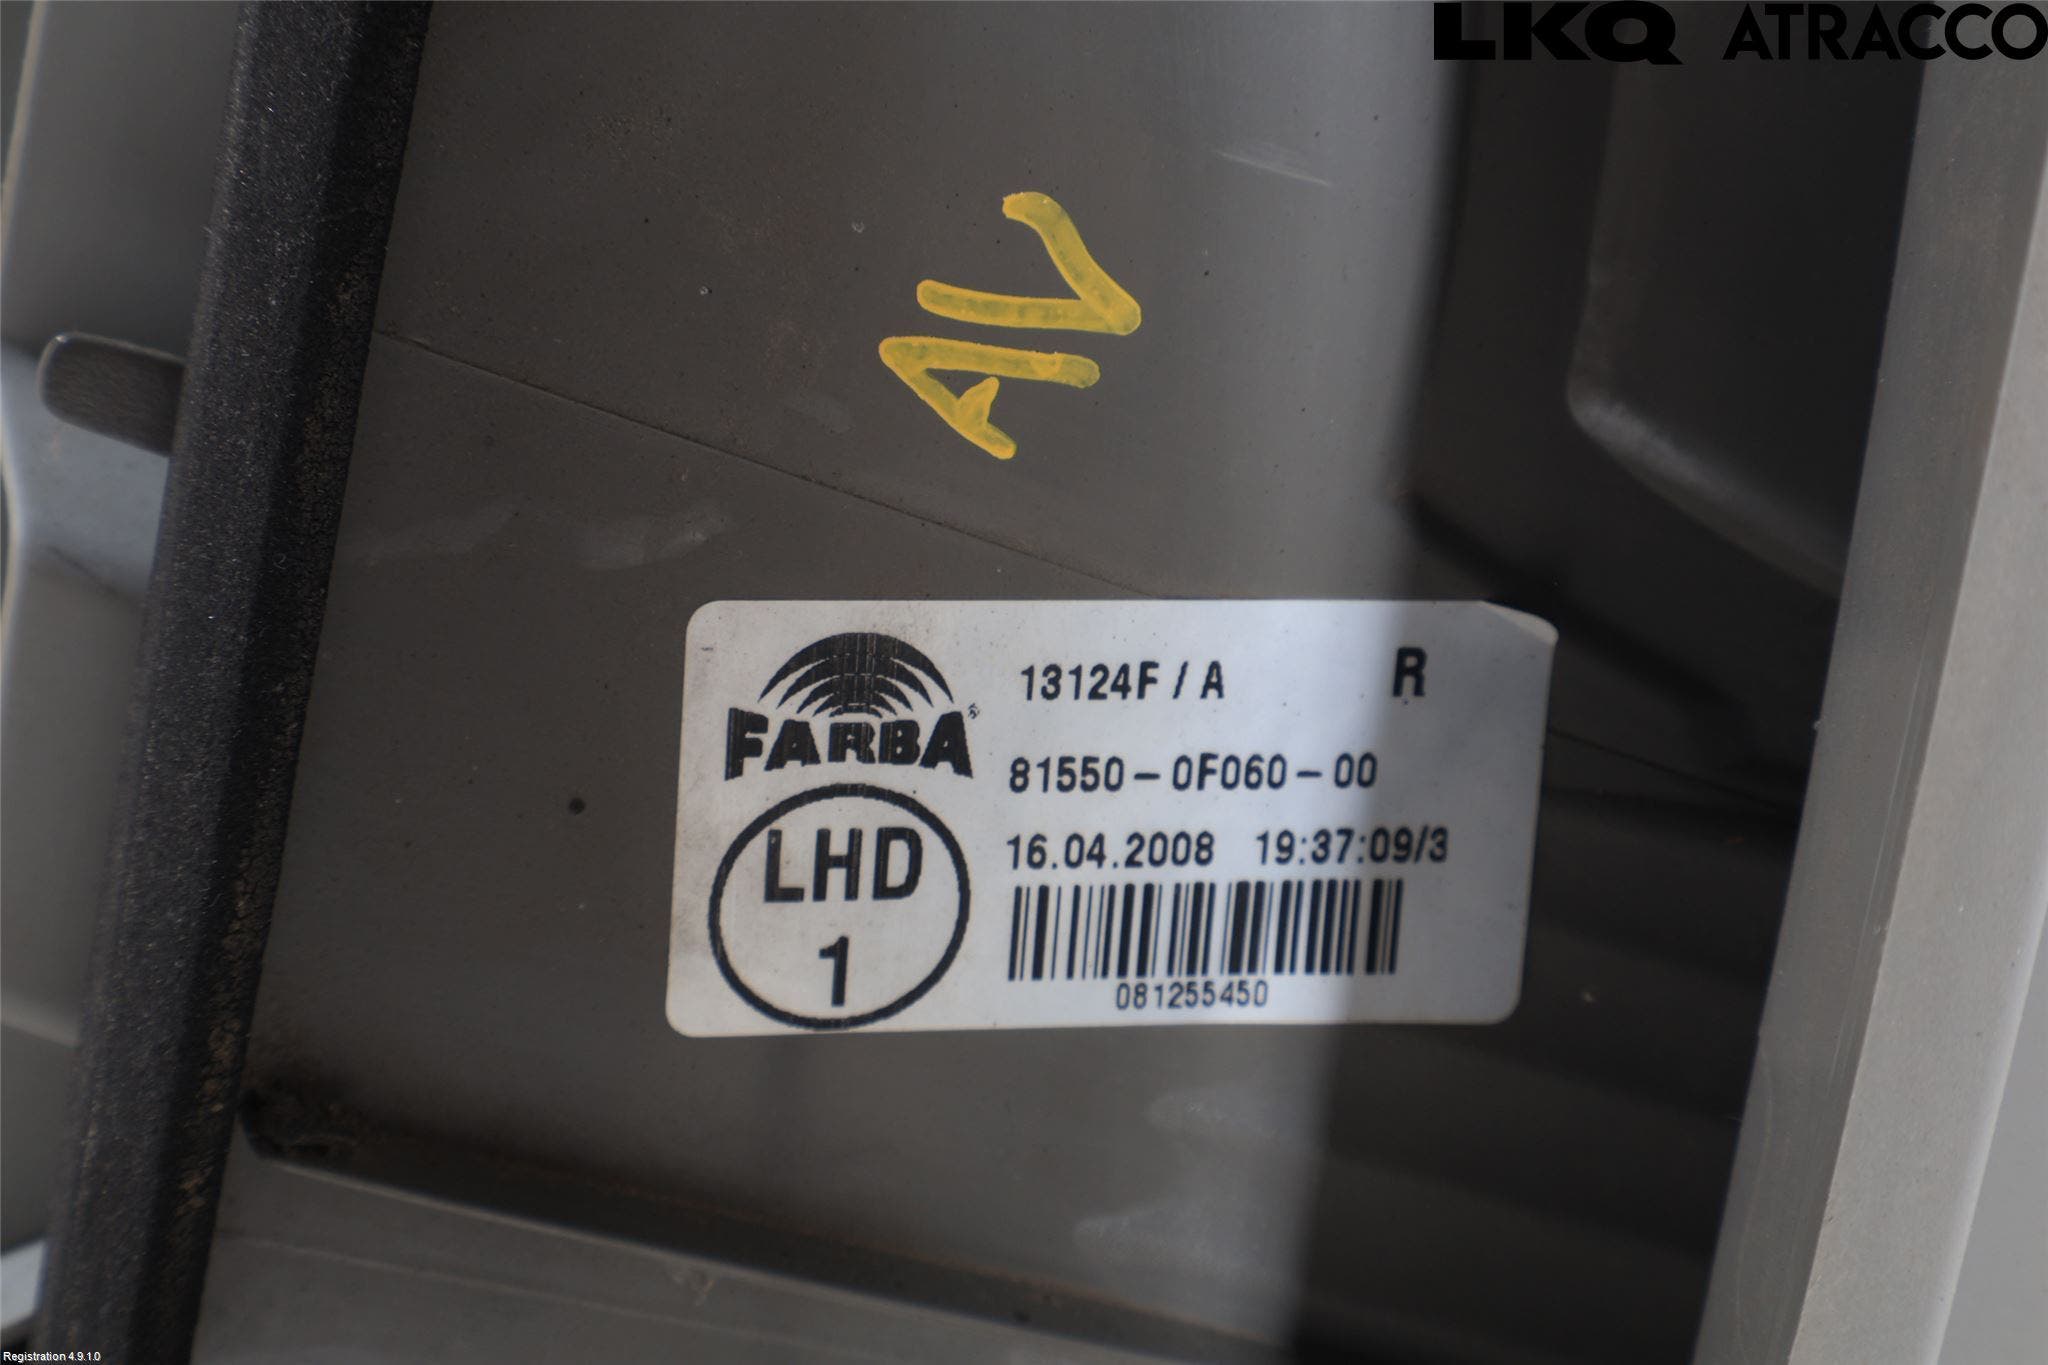 LKQ ATRACCO
AL
FARBA
13124F / A R
81550-0F060-00
LHD
1
16.04.2008 19:37:09/3
081255450
Registration 4.9.1.0